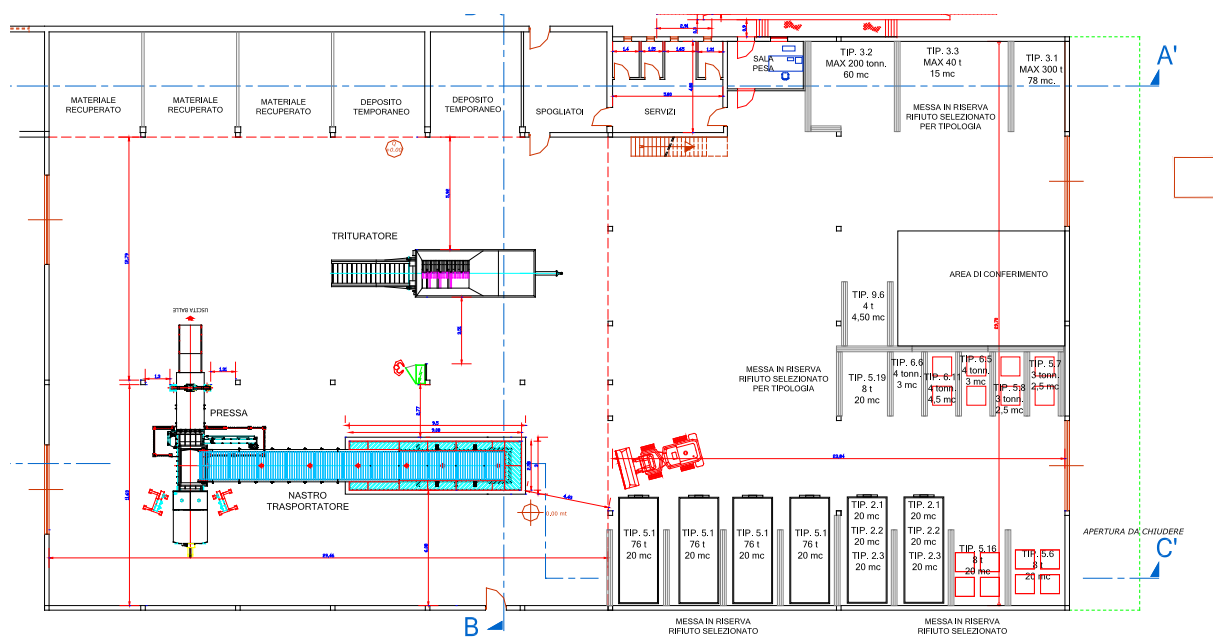 TIP. 3.2
MAX 200 tonn.
60 mc
TIP. 3.3
MAX 40 t
15 mc
TIP. 3.1
MAX 300 t
78 mc.
A'
SALA
PESA
MATERIALE
RECUPERATO
MATERIALE
RECUPERATO
MATERIALE
RECUPERATO
DEPOSITO
TEMPORANEO
DEPOSITO
TEMPORANEO
SPOGLIATOI
SERVIZI
MESSA IN RISERVA
RIFIUTO SELEZIONATO
PER TIPOLOGIA
TRITURATORE
AREA DI CONFERIMENTO
TIP. 9.6
4 t
4,50 mc
USCITA BALLE
MESSA IN RISERVA
RIFIUTO SELEZIONATO
PER TIPOLOGIA
TIP. 5.19
8 t
20 mc
TIP. 6.6
4 tonn.
3 mc
TIP. 6.11
4 tonn.
4,5 mc
TIP. 6.5
4 tonn.
3 mc
TIP. 5.8
3 tonn.
2,5 mc
TIP. 5.7
3 tonn.
2,5 mc
PRESSA
NASTRO
TRASPORTATORE
0,00 mt
TIP. 5.1
76 t
20 mc
TIP. 5.1
76 t
20 mc
TIP. 5.1
76 t
20 mc
TIP. 5.1
76 t
20 mc
TIP. 2.1
20 mc
TIP. 2.2
20 mc
TIP. 2.3
20 mc
TIP. 2.1
20 mc
TIP. 2.2
20 mc
TIP. 2.3
20 mc
TIP. 5.16
8 t
20 mc
TIP. 5.6
8 t
20 mc
APERTURA DA CHIUDERE
C'
B
MESSA IN RISERVA
RIFIUTO SELEZIONATO
MESSA IN RISERVA
RIFIUTO SELEZIONATO